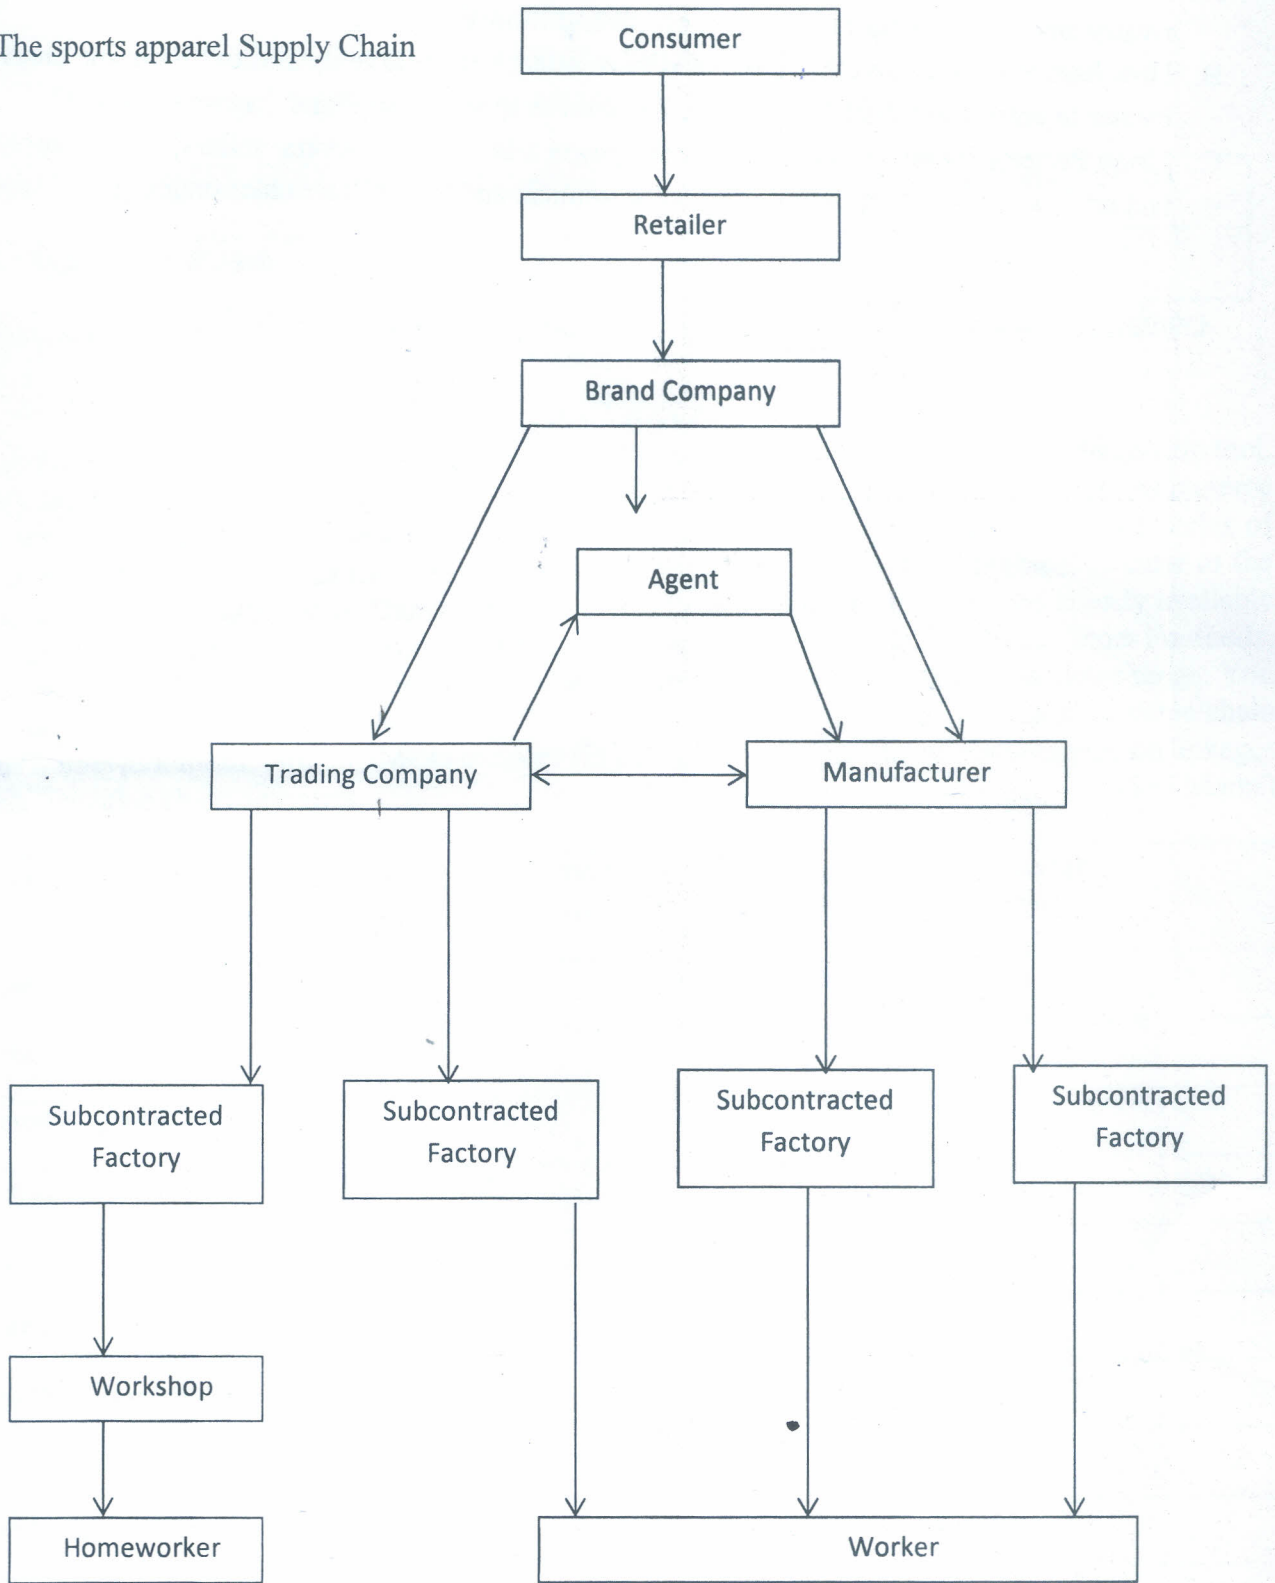 The sports apparel Supply Chain
Consumer
Retailer
Brand Company
Agent
Trading Company
Manufacturer
Subcontracted
Factory
Subcontracted
Factory
Subcontracted
Factory
Subcontracted
Factory
Workshop
Homeworker
Worker